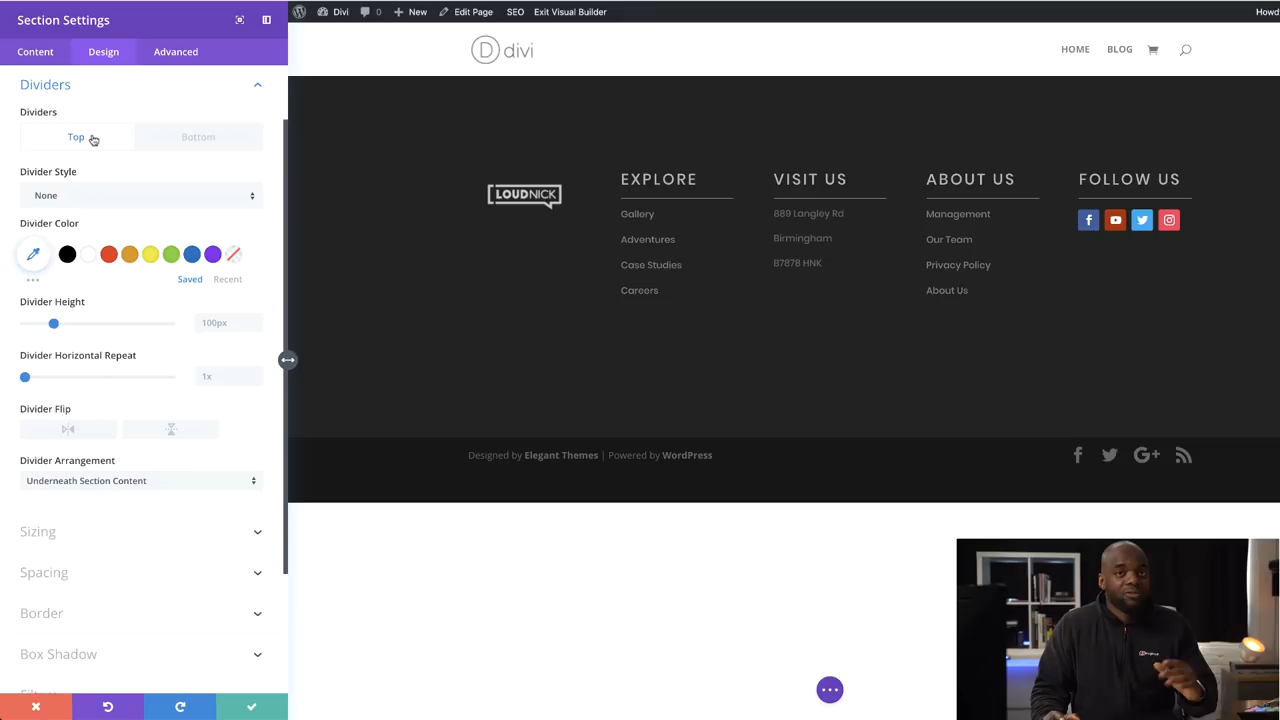 Section Settings
Content Design Advanced
Dividers
Dividers
Top Bottom
Divider Style
None
Divider Color
Saved Recent
Divider Height
100px
Divider Horizontal Repeat
1x
Divider Flip
Divider Arrangement
Underneath Section Content
Sizing
Spacing
Border
Box Shadow
Divi 0 New Edit Page SEO Exit Visual Builder Howd
D divi
HOME BLOG
LOUDNICK
EXPLORE
Gallery
Adventures
Case Studies
Careers
VISIT US
889 Langley Rd
Birmingham
B7878 HNK
ABOUT US
Management
Our Team
Privacy Policy
About Us
FOLLOW US
Designed by Elegant Themes | Powered by WordPress